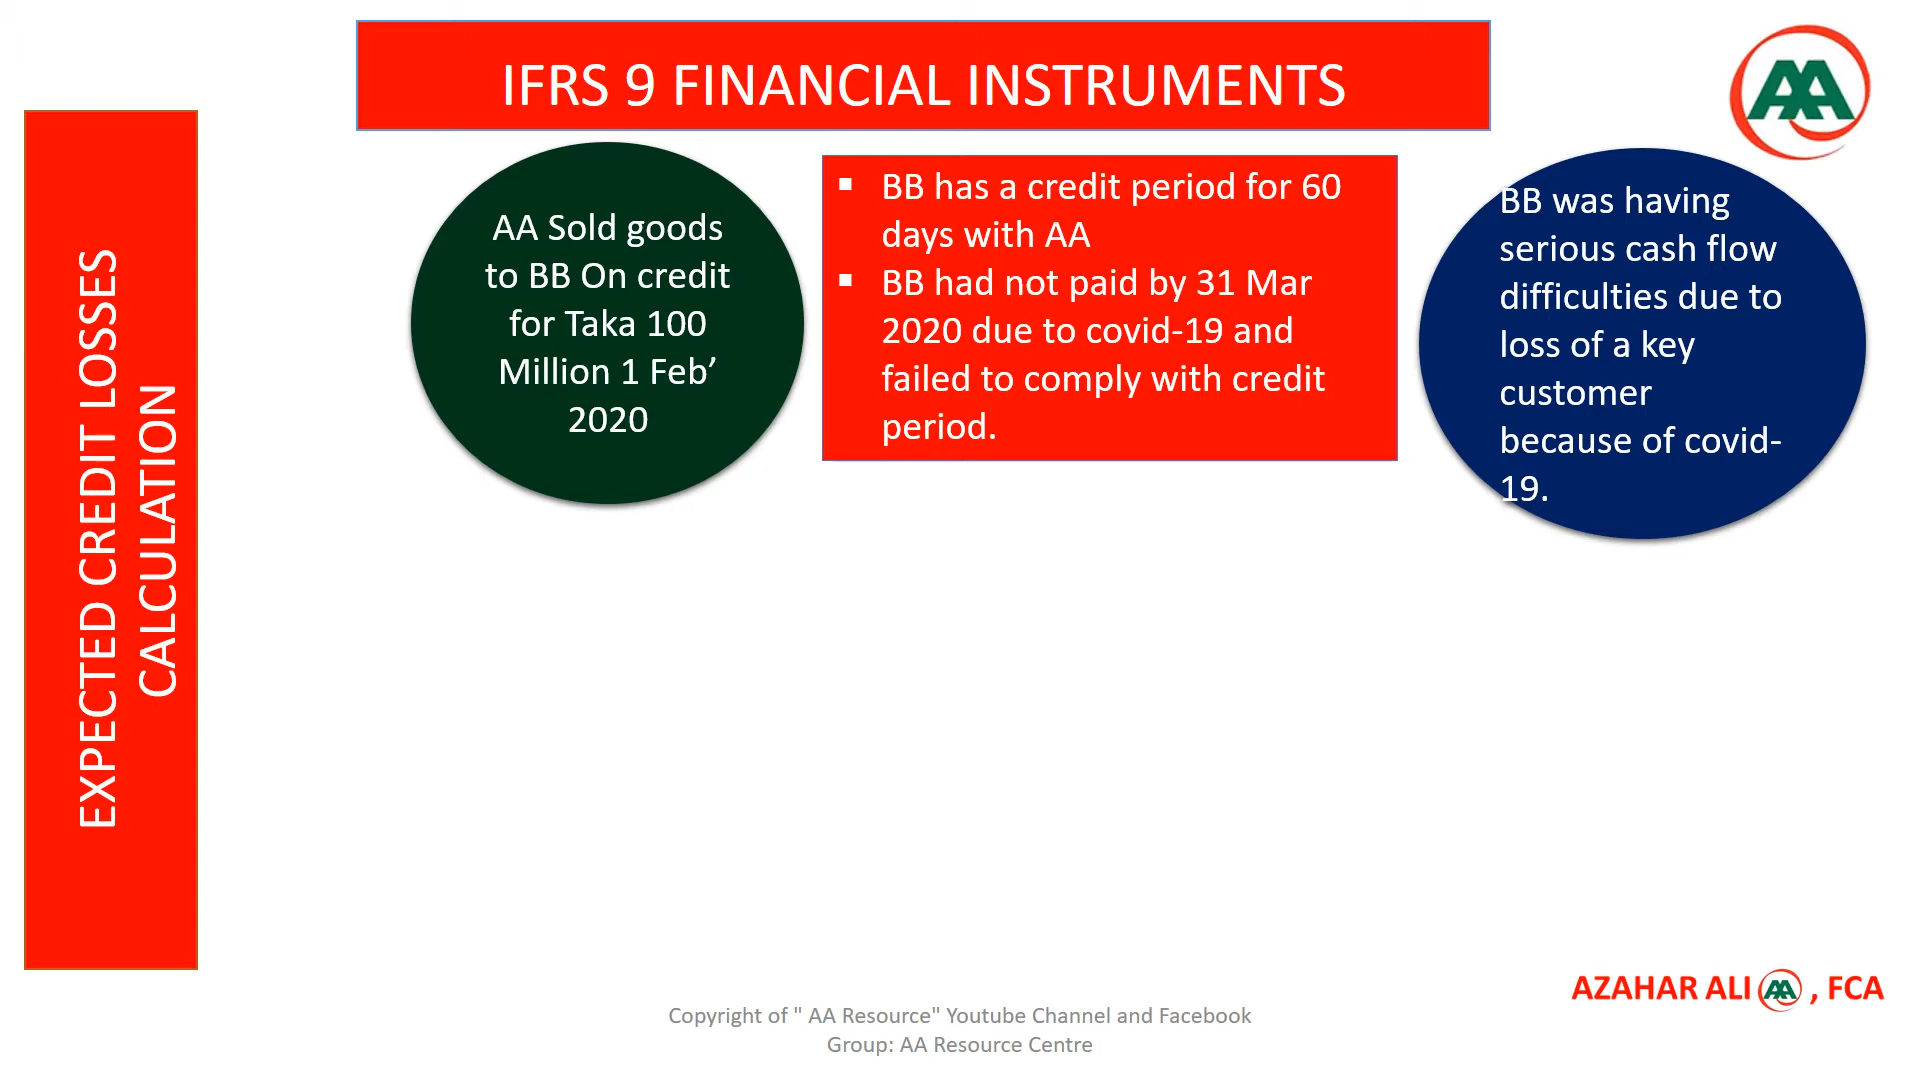 IFRS 9 FINANCIAL INSTRUMENTS
AA
EXPECTED CREDIT LOSSES
CALCULATION
AA Sold goods
to BB On credit
for Taka 100
Million 1 Feb’
2020
▪ BB has a credit period for 60
days with AA
▪ BB had not paid by 31 Mar
2020 due to covid-19 and
failed to comply with credit
period.
BB was having
serious cash flow
difficulties due to
loss of a key
customer
because of covid-
19.
AZAHAR ALI AA , FCA
Copyright of " AA Resource" Youtube Channel and Facebook
Group: AA Resource Centre